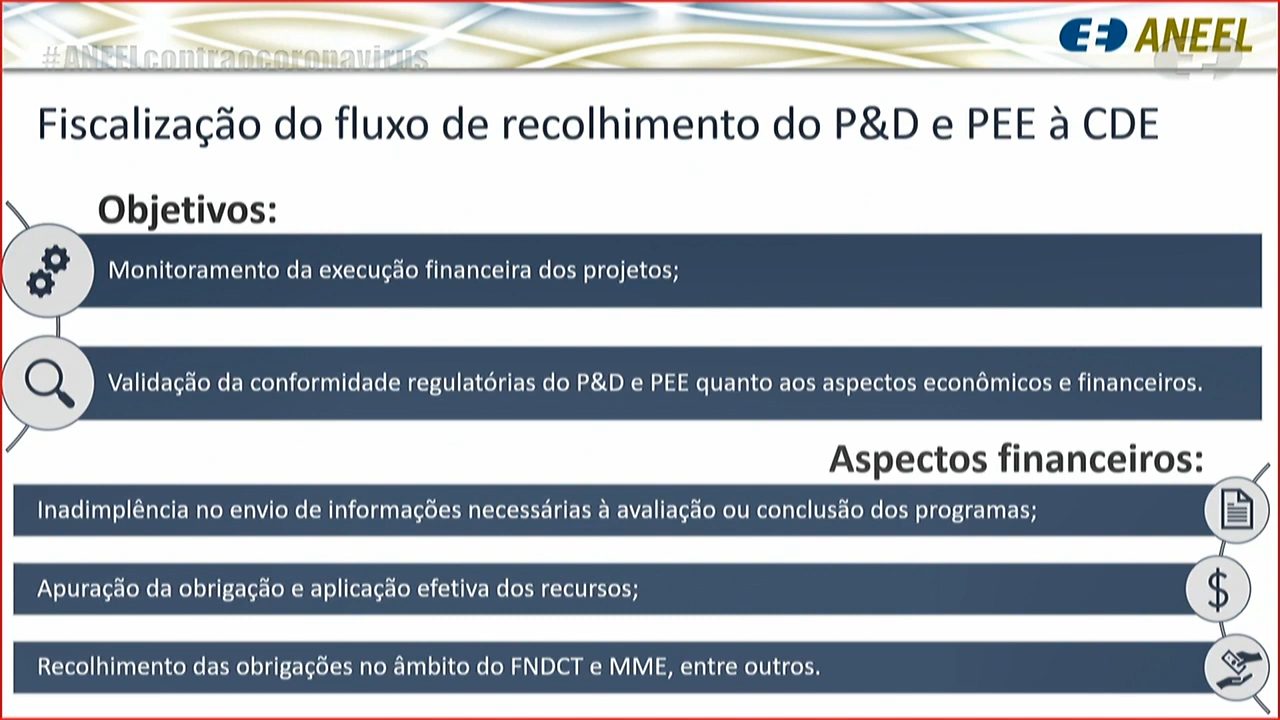 #ANEELcontraocoronavirus
ANEEL
Fiscalização do fluxo de recolhimento do P&D e PEE à CDE
Objetivos:
Monitoramento da execução financeira dos projetos;
Validação da conformidade regulatórias do P&D e PEE quanto aos aspectos econômicos e financeiros.
Aspectos financeiros:
Inadimplência no envio de informações necessárias à avaliação ou conclusão dos programas;
Apuração da obrigação e aplicação efetiva dos recursos;
$
Recolhimento das obrigações no âmbito do FNDCT e MME, entre outros.